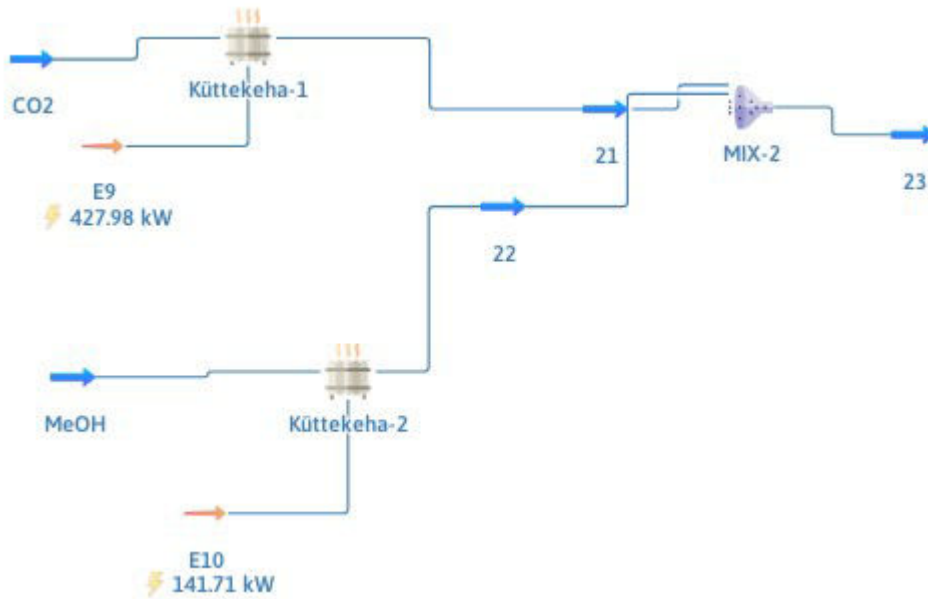 Küttekeha-1
CO2
21
MIX-2
23
E9
427.98 kW
22
MeOH
Küttekeha-2
E10
141.71 kW